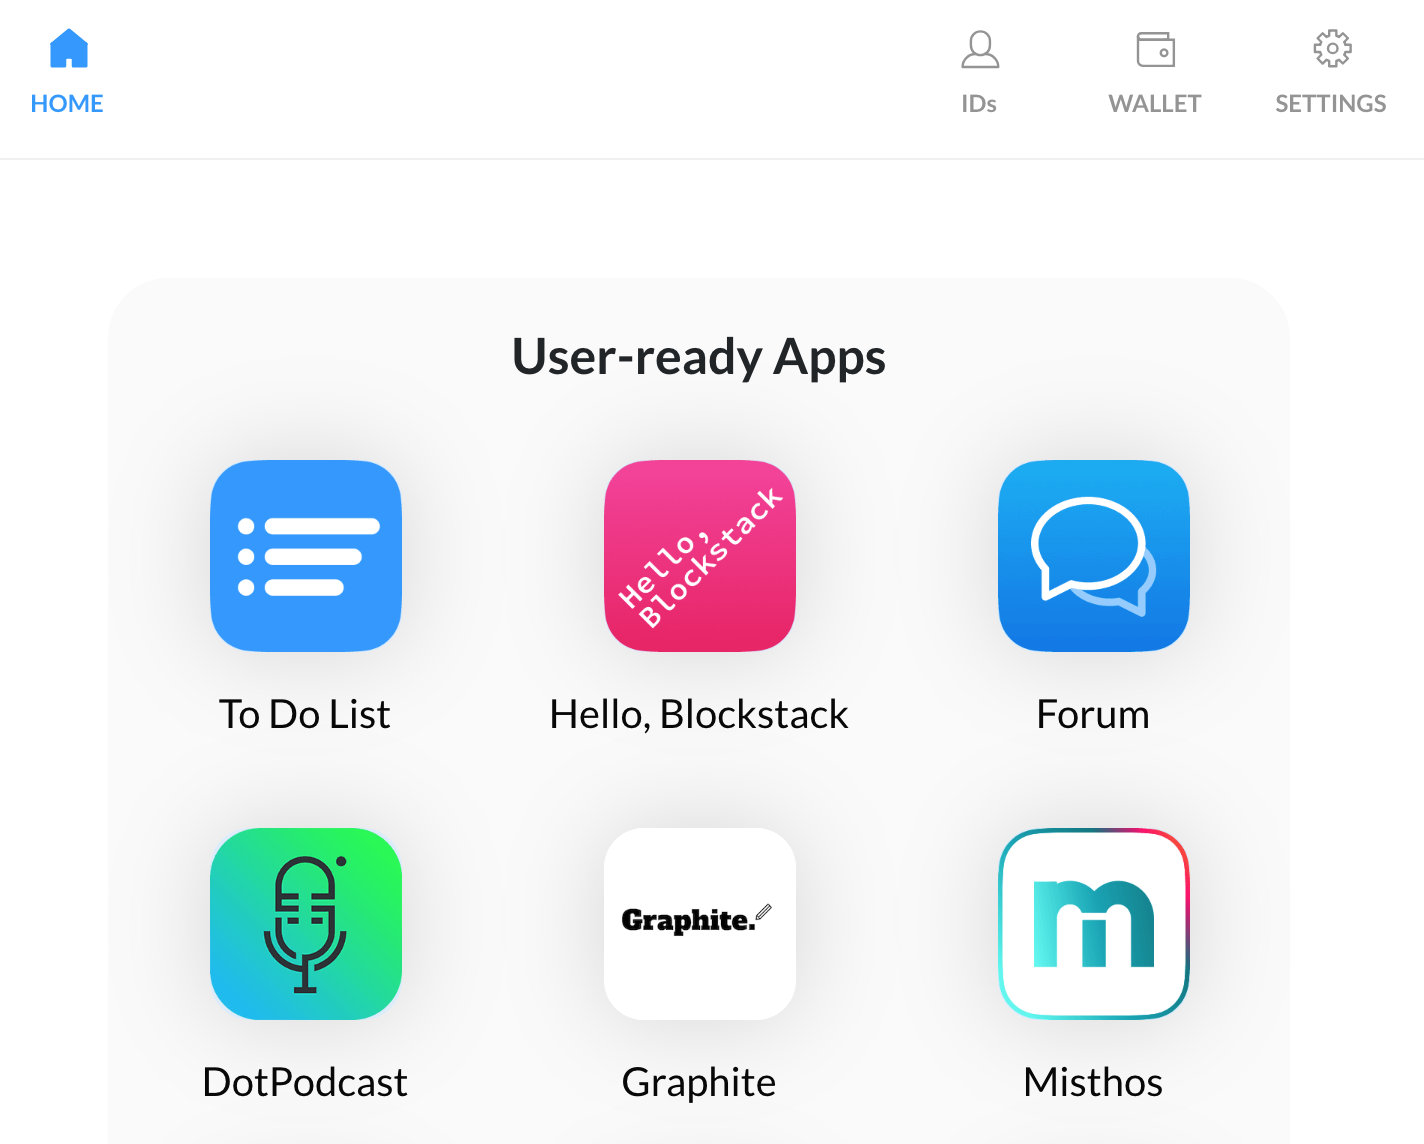 HOME
IDs
WALLET
SETTINGS
User-ready Apps
Hello,
Blockstack
To Do List
Hello, Blockstack
Forum
Graphite.
m
DotPodcast
Graphite
Misthos